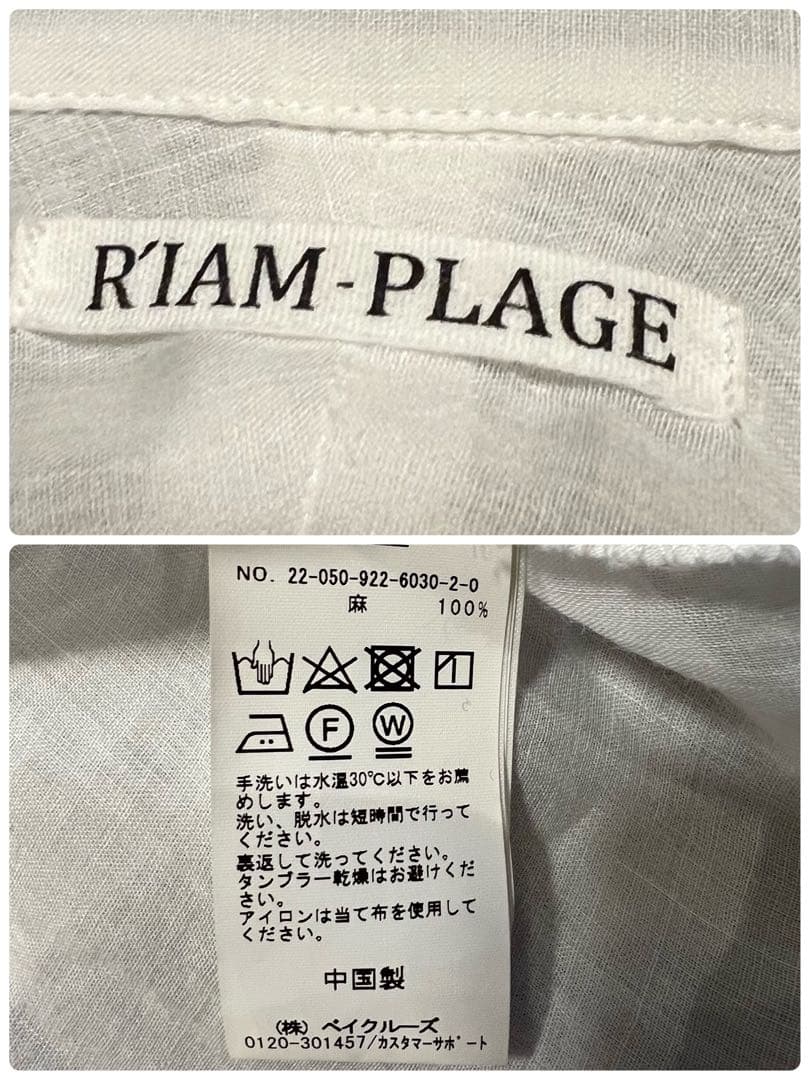 R'IAM-PLAGE
NO. 22-050-922-6030-2-0
麻 100%
F W
手洗いは水温30℃以下をお薦
めします。
洗い、脱水は短時間で行って
ください。
裏返して洗ってください。
タンブラー乾燥はお避けくだ
さい。
アイロンは当て布を使用して
ください。
中国製
(株) ベイクルーズ
0120-301457/カスタマーサポート